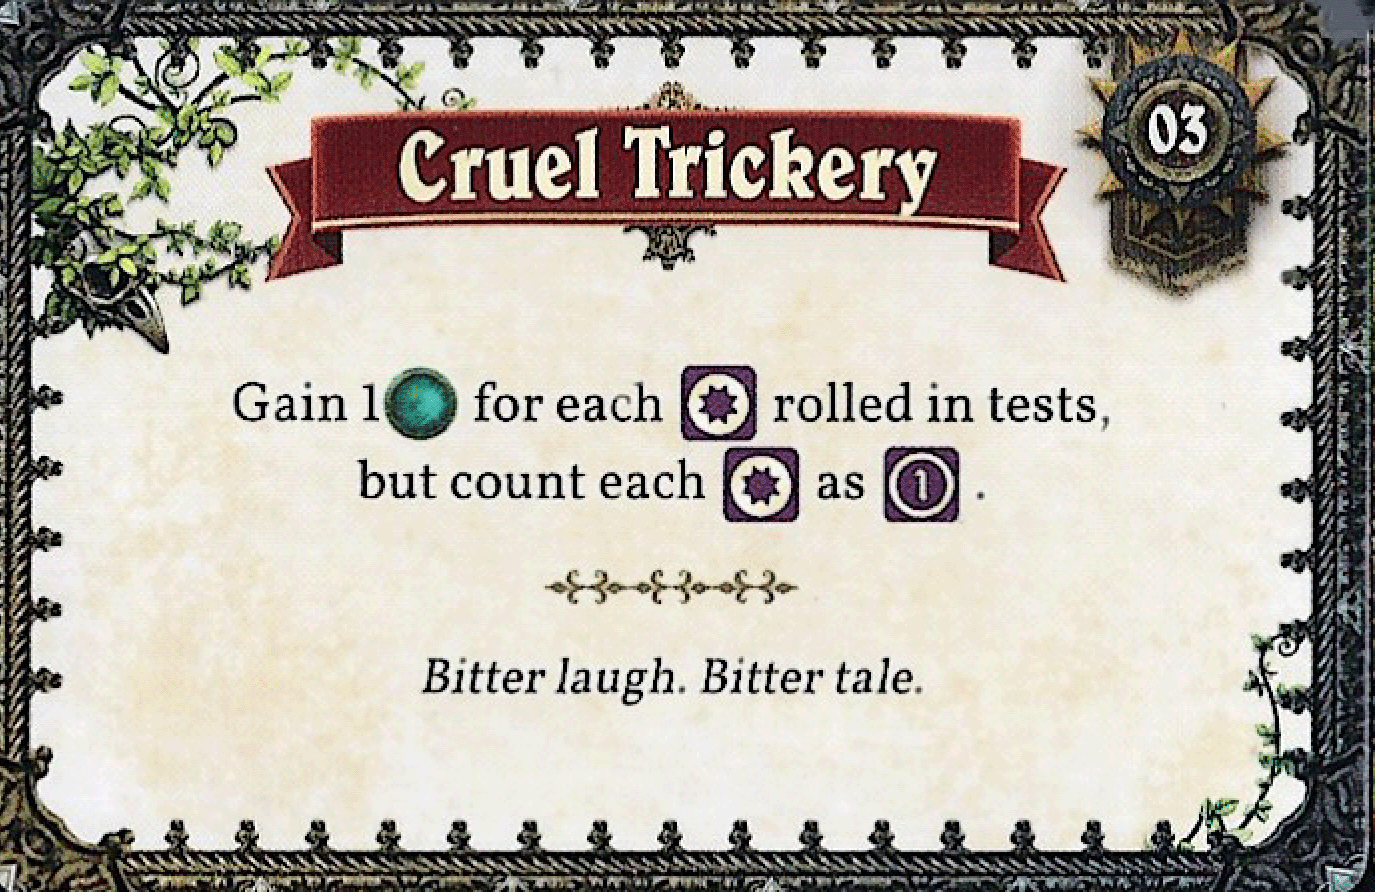 Cruel Trickery
03
Gain 1 for each rolled in tests,
but count each as 1 .
Bitter laugh. Bitter tale.